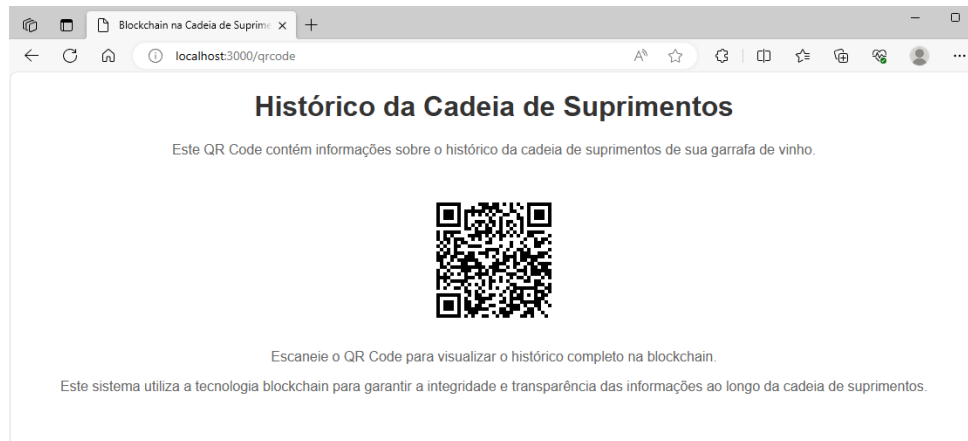 Blockchain na Cadeia de Suprime
localhost:3000/qrcode
Histórico da Cadeia de Suprimentos
Este QR Code contém informações sobre o histórico da cadeia de suprimentos de sua garrafa de vinho.
Escaneie o QR Code para visualizar o histórico completo na blockchain.
Este sistema utiliza a tecnologia blockchain para garantir a integridade e transparência das informações ao longo da cadeia de suprimentos.